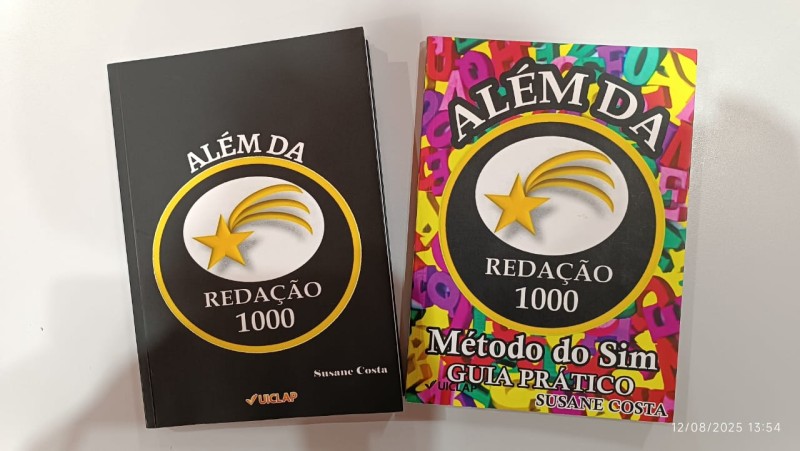 ALÉM DA
REDAÇÃO
1000
Susane Costa
UICLAP
ALÉM DA
REDAÇÃO
1000
Método do Sim
GUIA PRÁTICO
UICLAP
SUSANE COSTA
12/08/2025 13:54